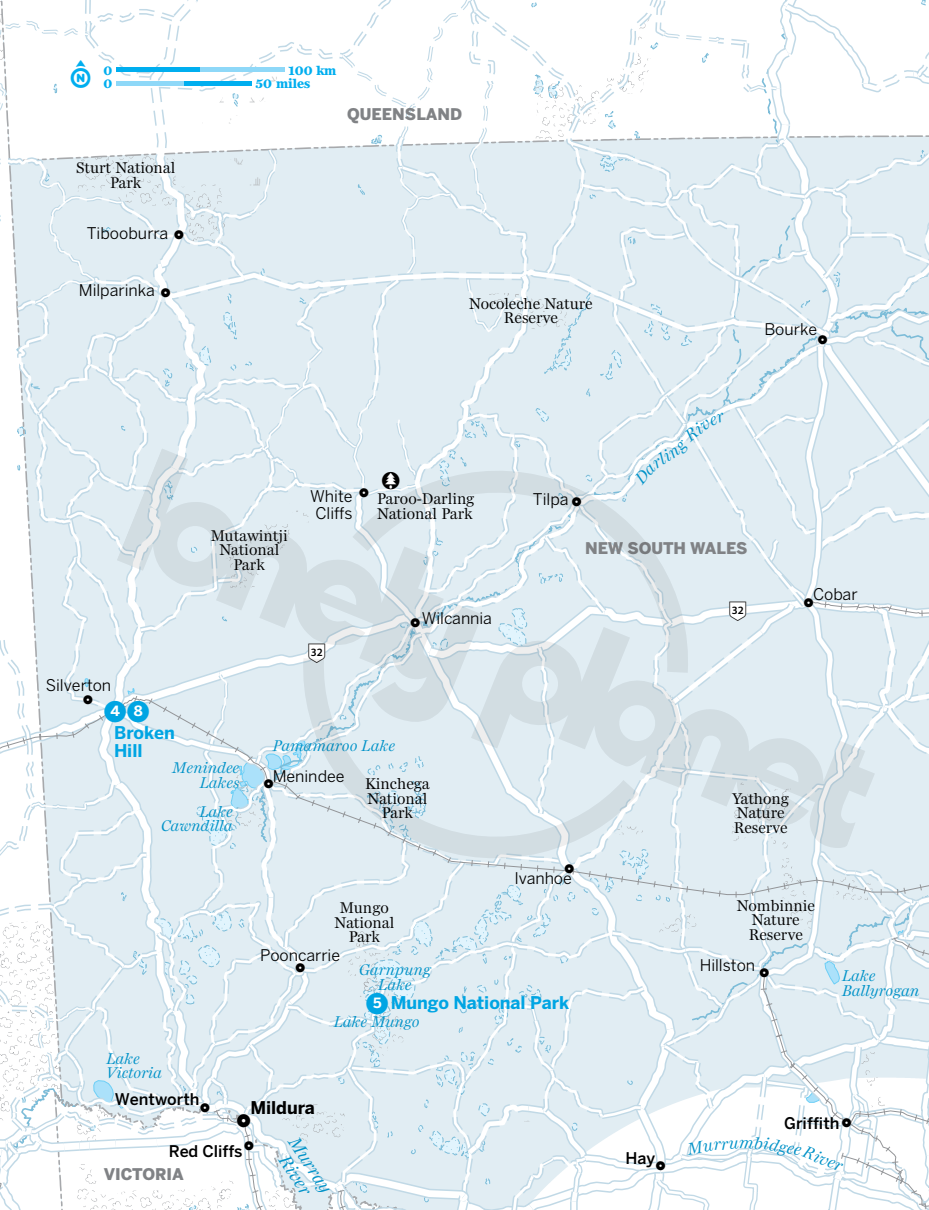 0
100 km
N
0
50 miles
QUEENSLAND
Sturt National
Park
Tibooburra
Milparinka
Nocoleche Nature
Reserve
Bourke
Darling River
White
Cliffs
Paroo-Darling
National Park
Tilpa
Mutawintji
National
Park
NEW SOUTH WALES
Cobar
32
Wilcannia
32
Silverton
4
8
Broken
Hill
Pamamaroo Lake
Menindee
Lakes
Menindee
Lake
Cawndilla
Kinchega
National
Park
Yathong
Nature
Reserve
Ivanhoe
Mungo
National
Park
Nombinnie
Nature
Reserve
Pooncarrie
Garnpung
Lake
Hillston
Lake
Ballyrogan
5
Mungo National Park
Lake Mungo
Lake
Victoria
Wentworth
Mildura
Griffith
Red Cliffs
Murray
River
Murrumbidgee River
Hay
VICTORIA
lonely planet